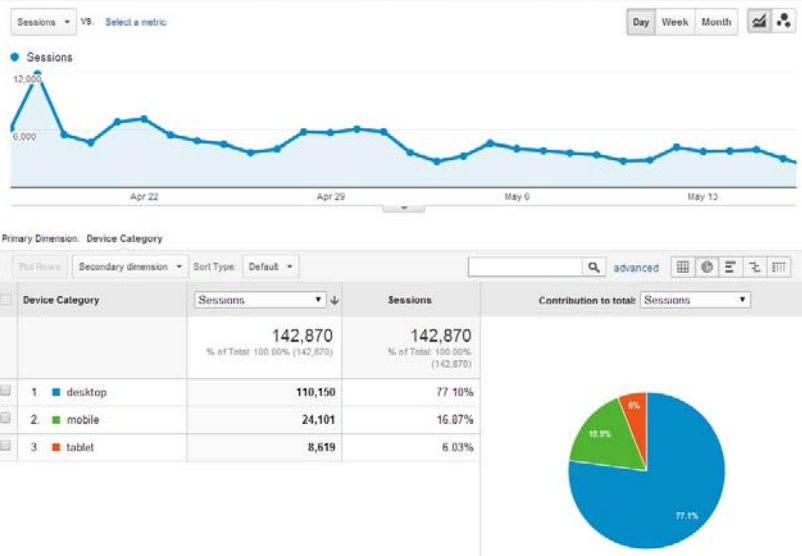 Sessions VS. Select a metric Day Week Month
Sessions
12,000
6,000
Apr 22 Apr 29 May 6 May 13
Primary Dimension: Device Category
Plot Rows Secondary dimension Sort Type: Default advanced
Device Category Sessions Sessions Contribution to total: Sessions
142,870 142,870
% of Total: 100.00% (142,870) % of Total: 100.00%
(142,870)
1. desktop 110,150 77.10%
2. mobile 24,101 16.87%
3. tablet 8,619 6.03%
6%
16.9%
77.1%